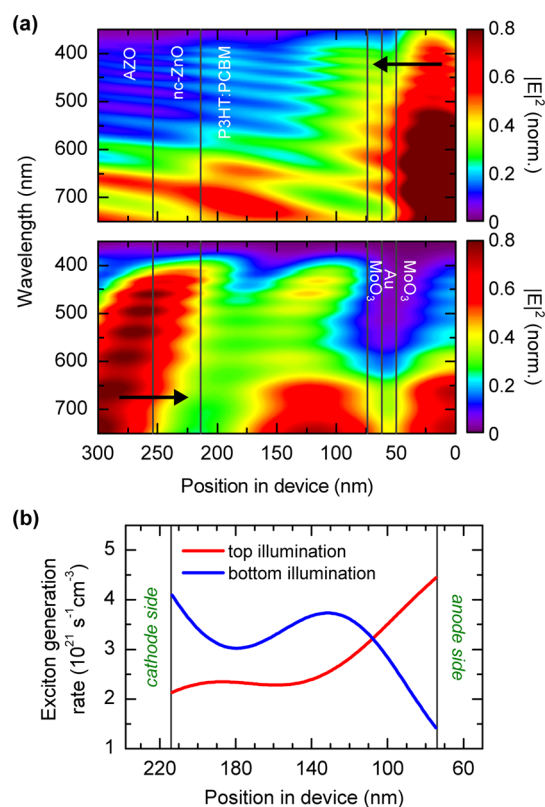 (a)
400
500
600
700
AZO
nc-ZnO
P3HT:PCBM
0.8
0.6
0.4
0.2
0
|E|² (norm.)
Wavelength (nm)
400
500
600
700
MoO₃
Au
MoO₃
0.8
0.6
0.4
0.2
0
|E|² (norm.)
300 250 200 150 100 50 0
Position in device (nm)
(b)
Exciton generation
rate (10²¹ s⁻¹cm⁻³)
5
4
3
2
1
top illumination
bottom illumination
cathode side
anode side
220 180 140 100 60
Position in device (nm)